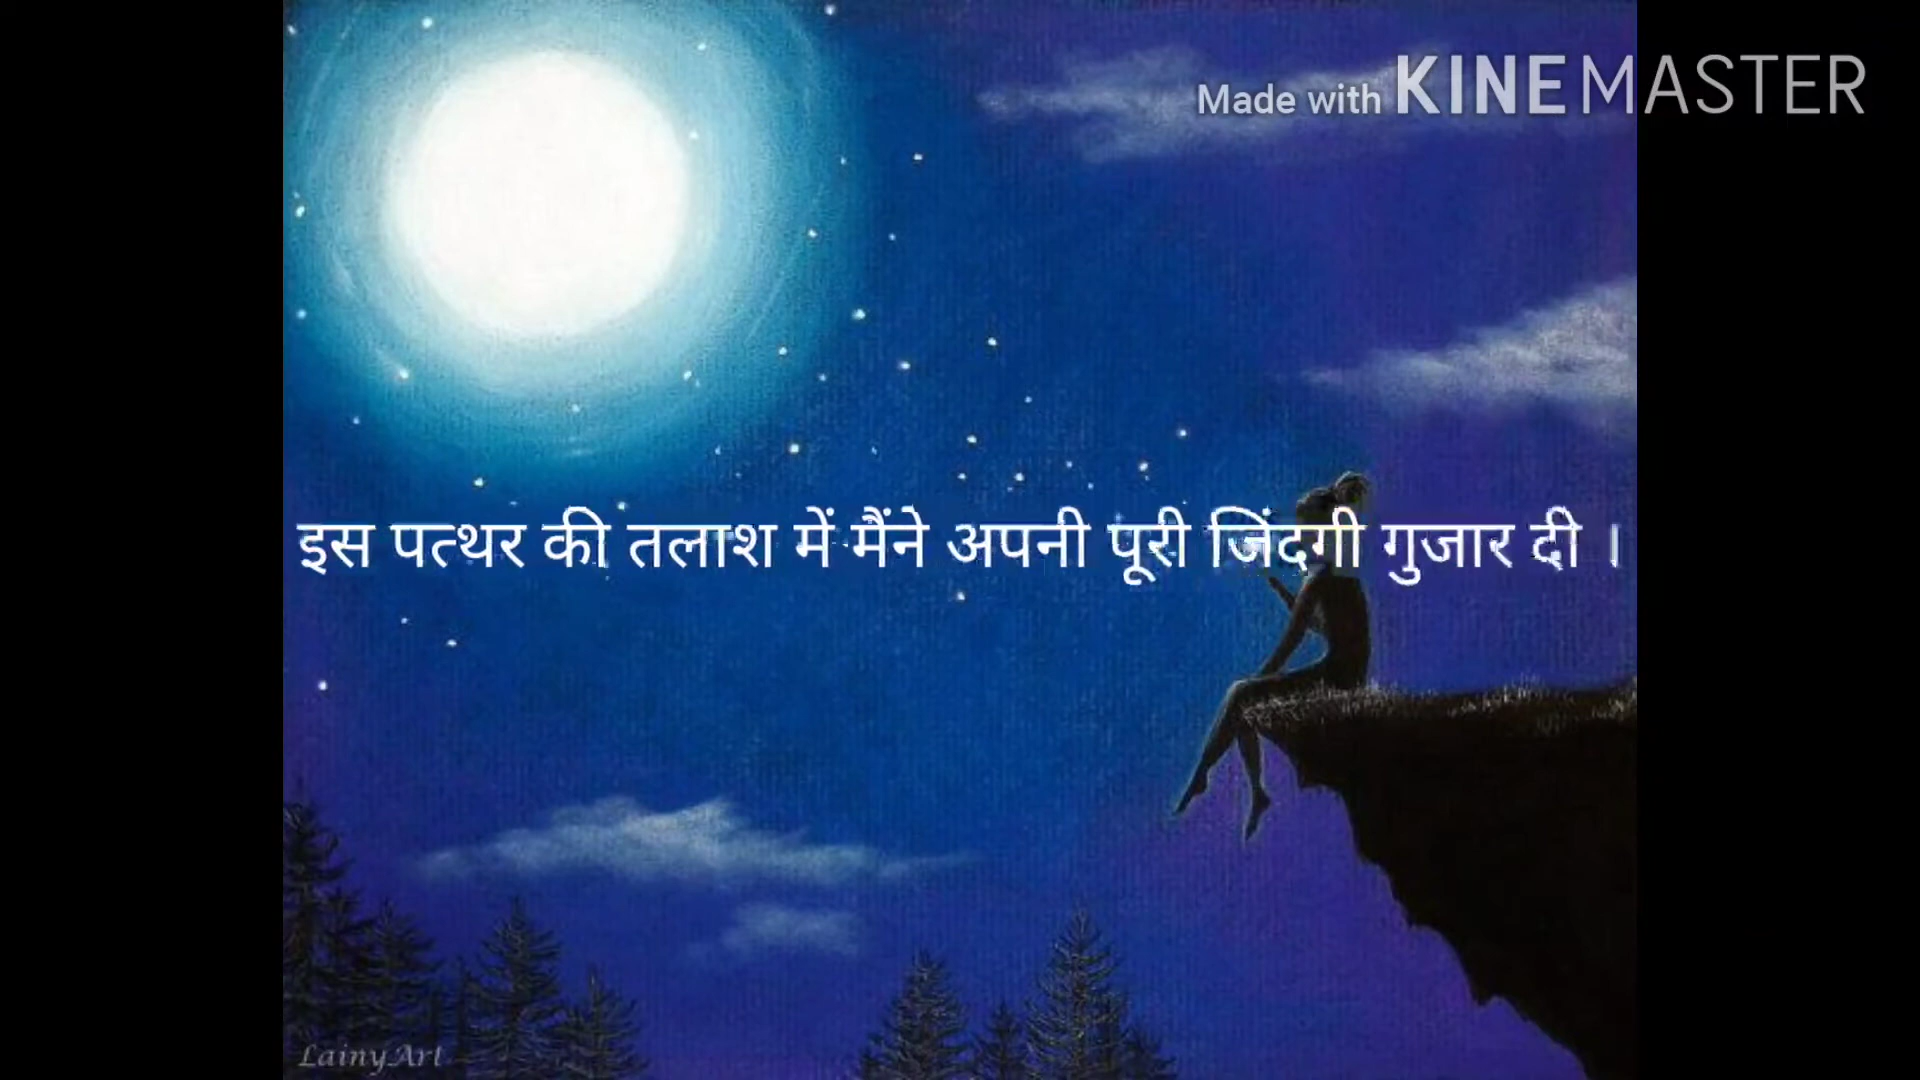 Made with KINEMASTER
इस पत्थर की तलाश में मैंने अपनी पूरी जिंदगी गुजार दी ।
LainyArt